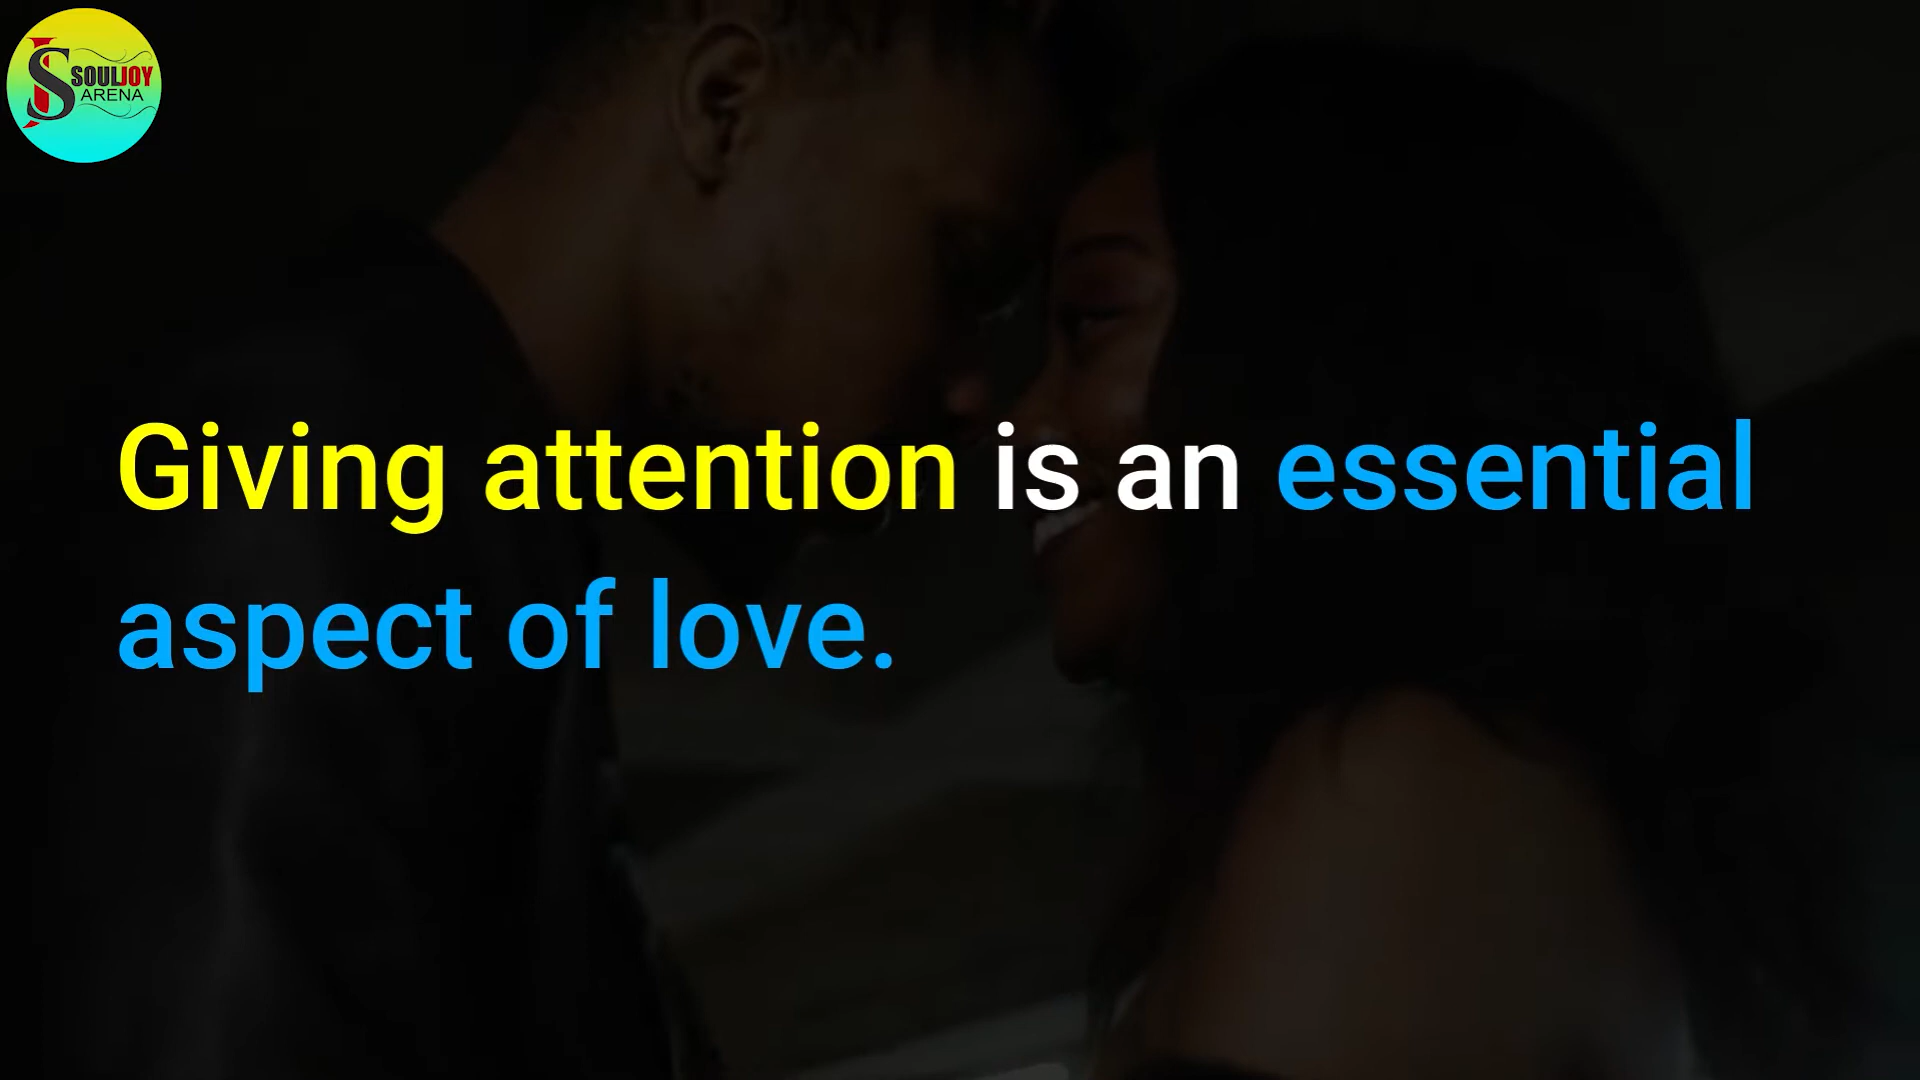 SOULJOY
ARENA
Giving attention is an essential
aspect of love.